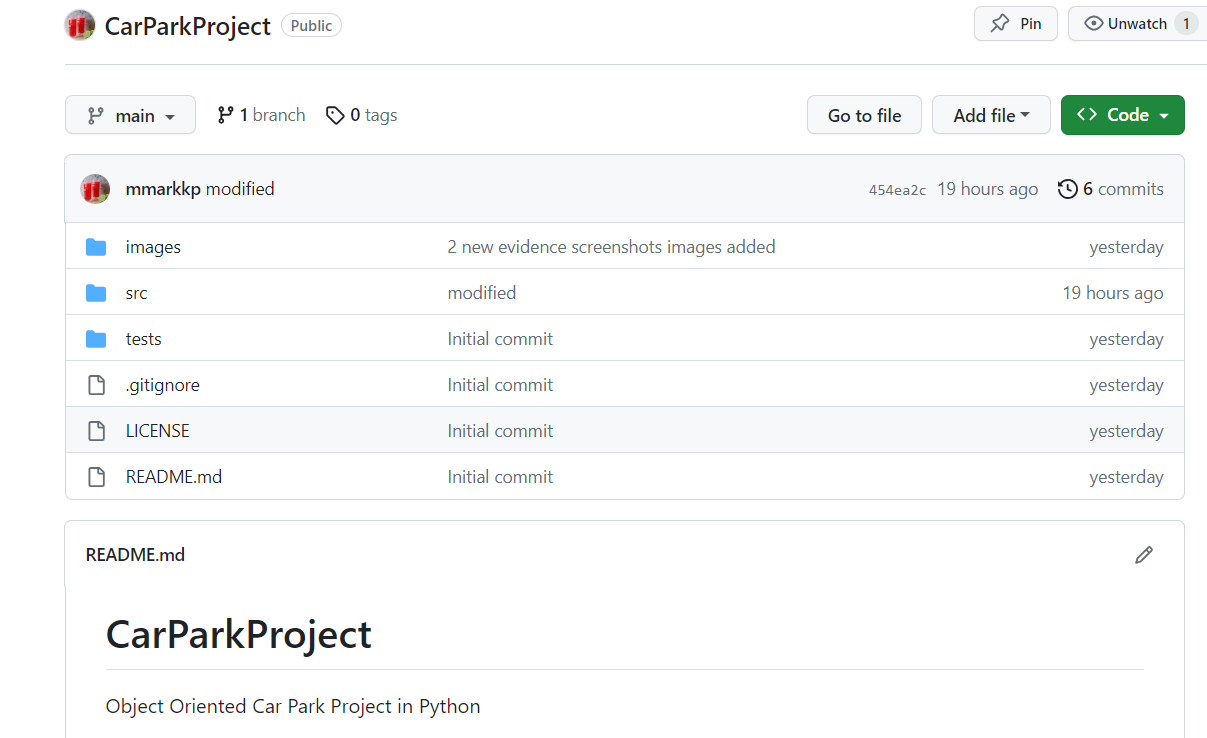 CarParkProject Public Pin Unwatch 1
main 1 branch 0 tags Go to file Add file <> Code
mmarkkp modified 454ea2c 19 hours ago 6 commits
images 2 new evidence screenshots images added yesterday
src modified 19 hours ago
tests Initial commit yesterday
.gitignore Initial commit yesterday
LICENSE Initial commit yesterday
README.md Initial commit yesterday
README.md
CarParkProject
Object Oriented Car Park Project in Python